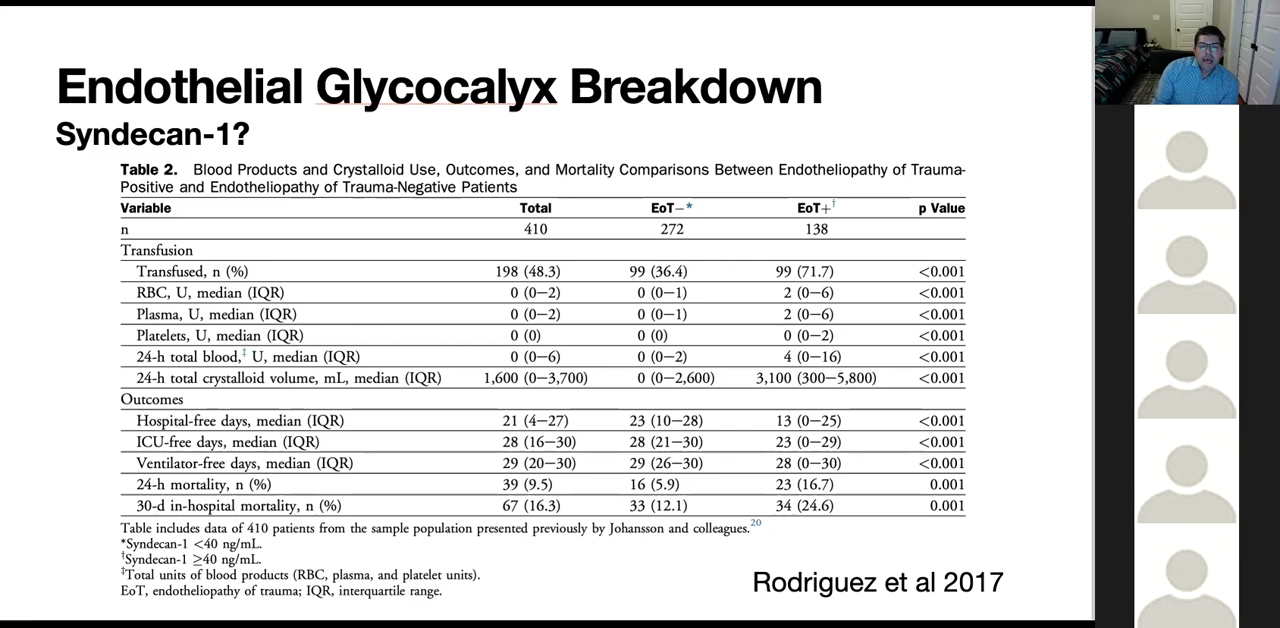 Endothelial Glycocalyx Breakdown
Syndecan-1?
Table 2. Blood Products and Crystalloid Use, Outcomes, and Mortality Comparisons Between Endotheliopathy of Trauma-
Positive and Endotheliopathy of Trauma-Negative Patients
Variable Total EoT−* EoT+† p Value
n 410 272 138
Transfusion
Transfused, n (%) 198 (48.3) 99 (36.4) 99 (71.7) <0.001
RBC, U, median (IQR) 0 (0–2) 0 (0–1) 2 (0–6) <0.001
Plasma, U, median (IQR) 0 (0–2) 0 (0–1) 2 (0–6) <0.001
Platelets, U, median (IQR) 0 (0) 0 (0) 0 (0–2) <0.001
24-h total blood,‡ U, median (IQR) 0 (0–6) 0 (0–2) 4 (0–16) <0.001
24-h total crystalloid volume, mL, median (IQR) 1,600 (0–3,700) 0 (0–2,600) 3,100 (300–5,800) <0.001
Outcomes
Hospital-free days, median (IQR) 21 (4–27) 23 (10–28) 13 (0–25) <0.001
ICU-free days, median (IQR) 28 (16–30) 28 (21–30) 23 (0–29) <0.001
Ventilator-free days, median (IQR) 29 (20–30) 29 (26–30) 28 (0–30) <0.001
24-h mortality, n (%) 39 (9.5) 16 (5.9) 23 (16.7) 0.001
30-d in-hospital mortality, n (%) 67 (16.3) 33 (12.1) 34 (24.6) 0.001
Table includes data of 410 patients from the sample population presented previously by Johansson and colleagues.20
*Syndecan-1 <40 ng/mL.
†Syndecan-1 ≥40 ng/mL.
‡Total units of blood products (RBC, plasma, and platelet units).
EoT, endotheliopathy of trauma; IQR, interquartile range.
Rodriguez et al 2017